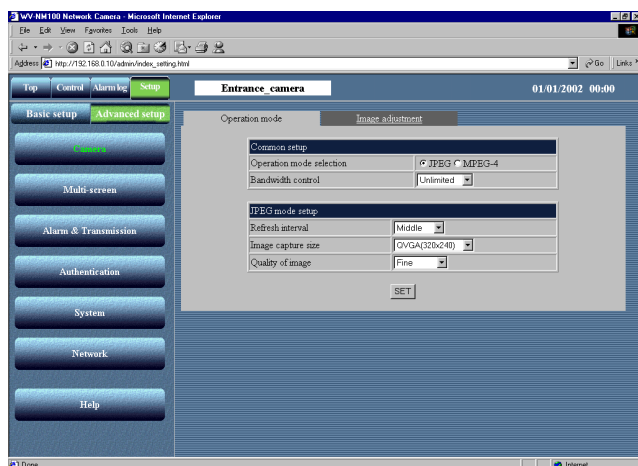 WV-NM100 Network Camera - Microsoft Internet Explorer
File Edit View Favorites Tools Help
Address http://192.168.0.10/admin/index_setting.html Go Links »
Top Control Alarm log Setup Entrance_camera 01/01/2002 00:00
Basic setup Advanced setup
Operation mode Image adjustment
Camera
Common setup
Operation mode selection JPEG MPEG-4
Bandwidth control Unlimited
Multi-screen
JPEG mode setup
Refresh interval Middle
Image capture size QVGA(320x240)
Quality of image Fine
Alarm & Transmission
Authentication
SET
System
Network
Help
Done Internet